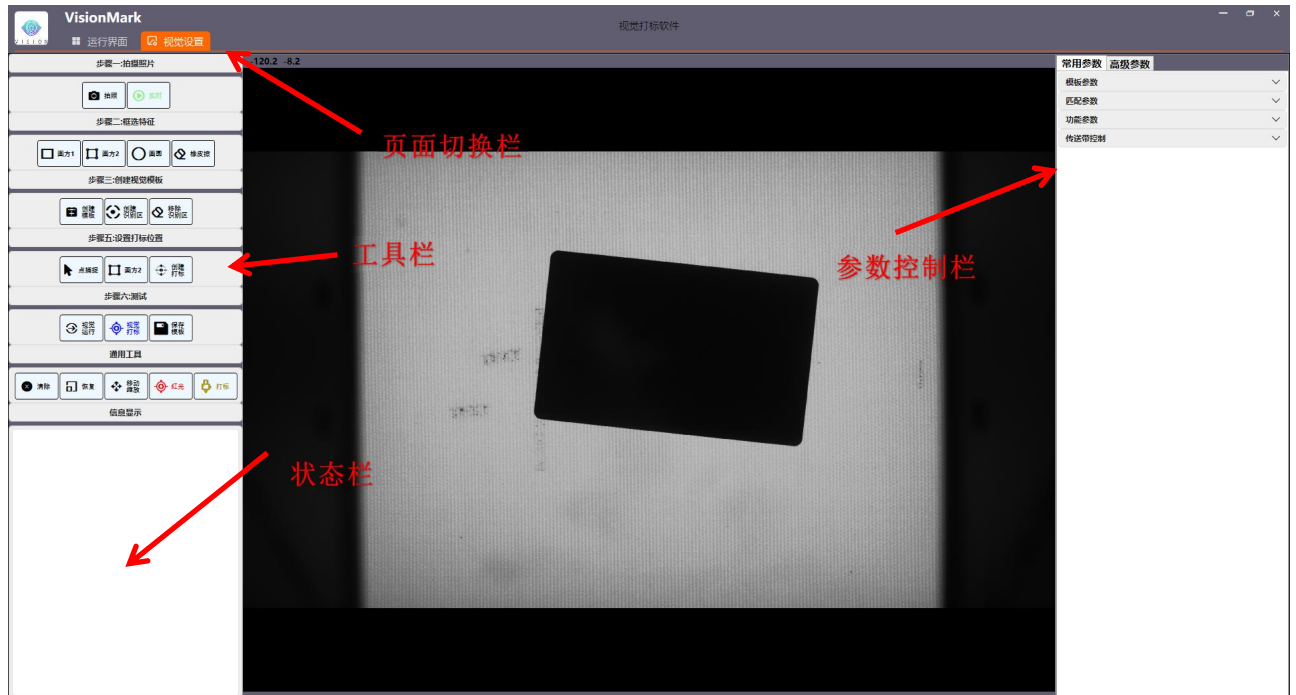 VisionMark
视觉打标软件
VISION
运行界面 视觉设置
步骤一:拍摄照片
-120.2 -8.2
常用参数 高级参数
拍照 实时
模板参数
匹配参数
功能参数
传送带控制
步骤二:框选特征
画方1 画方2 画圆 橡皮擦
页面切换栏
步骤三:创建视觉模板
创建模板 创建识别区 移除识别区
步骤五:设置打标位置
工具栏
参数控制栏
点捕捉 画方2 创建打标
步骤六:测试
视觉运行 视觉打标 保存模板
通用工具
清除 恢复 移动缩放 红光 打标
信息显示
状态栏